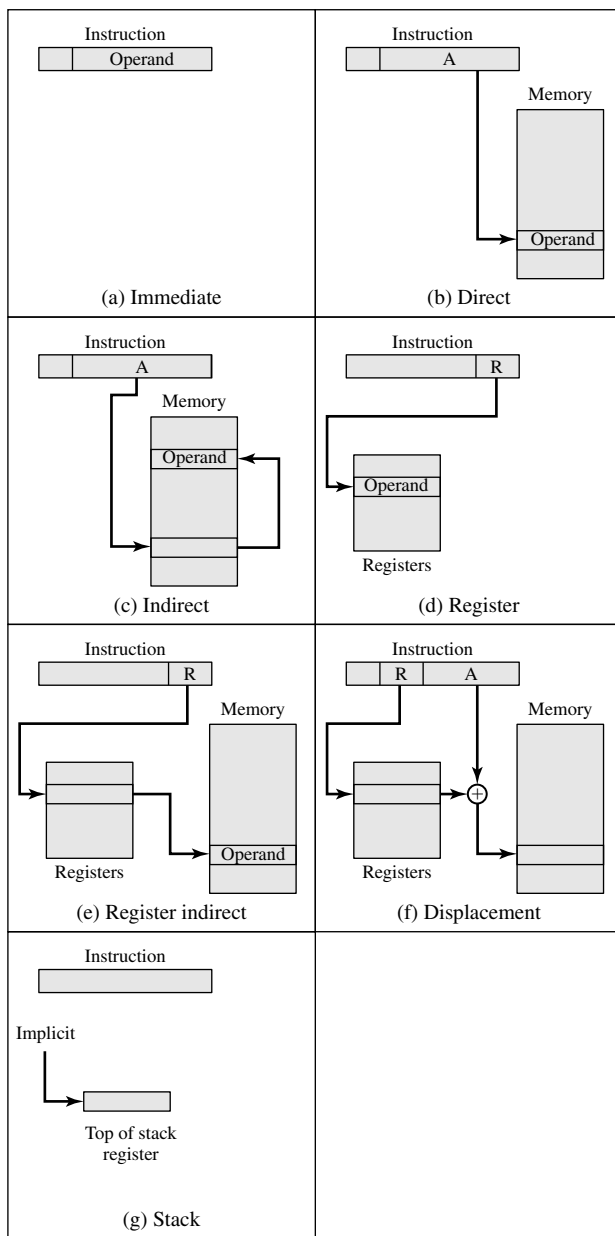 Instruction
Operand
(a) Immediate
Instruction
A
Memory
Operand
(b) Direct
Instruction
A
Memory
Operand
(c) Indirect
Instruction
R
Operand
Registers
(d) Register
Instruction
R
Memory
Registers
Operand
(e) Register indirect
Instruction
R A
Memory
+
Registers
(f) Displacement
Instruction
Implicit
Top of stack
register
(g) Stack